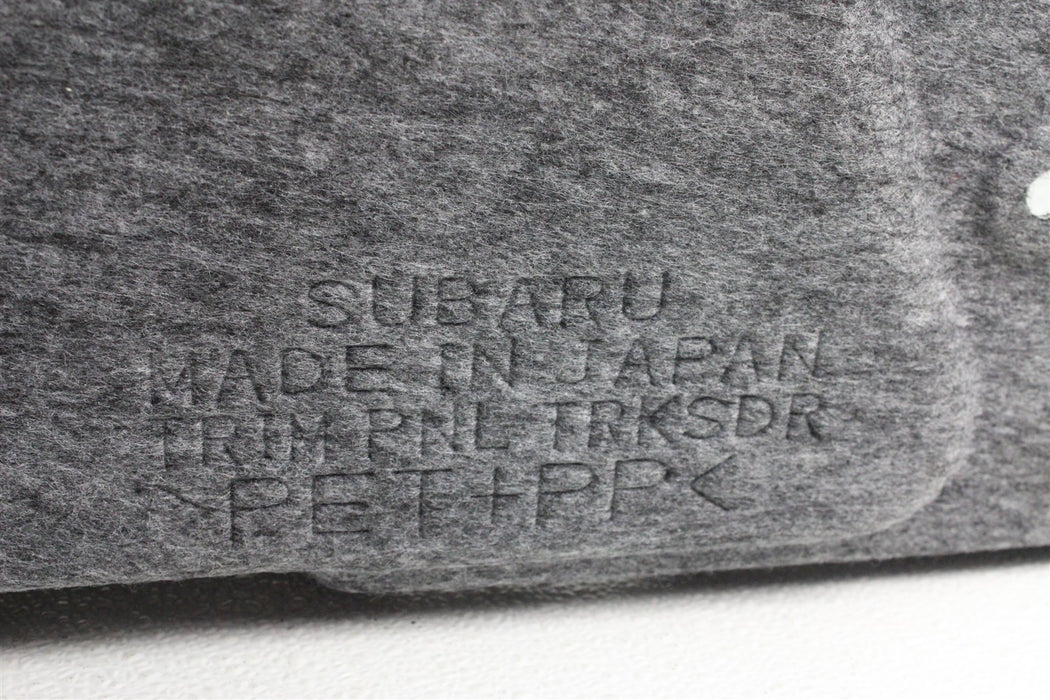 SUBARU
MADE IN JAPAN
TRIM PNL-TRKSDR
>PET+PP<